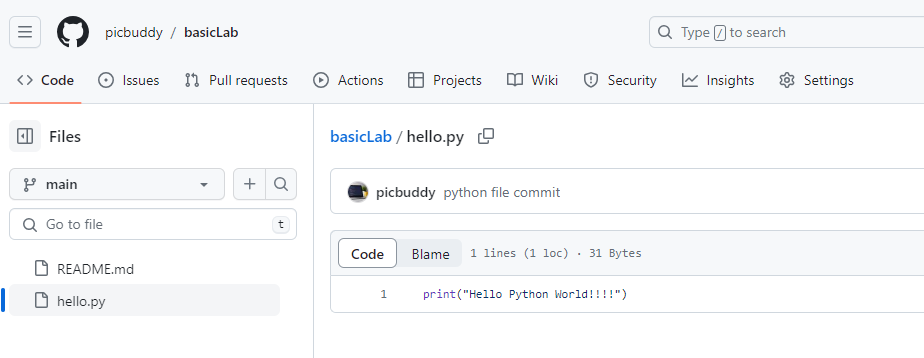 picbuddy / basicLab
Type / to search
Code Issues Pull requests Actions Projects Wiki Security Insights Settings
Files
main
Go to file t
README.md
hello.py
basicLab / hello.py
picbuddy python file commit
Code Blame 1 lines (1 loc) · 31 Bytes
1 print("Hello Python World!!!!")